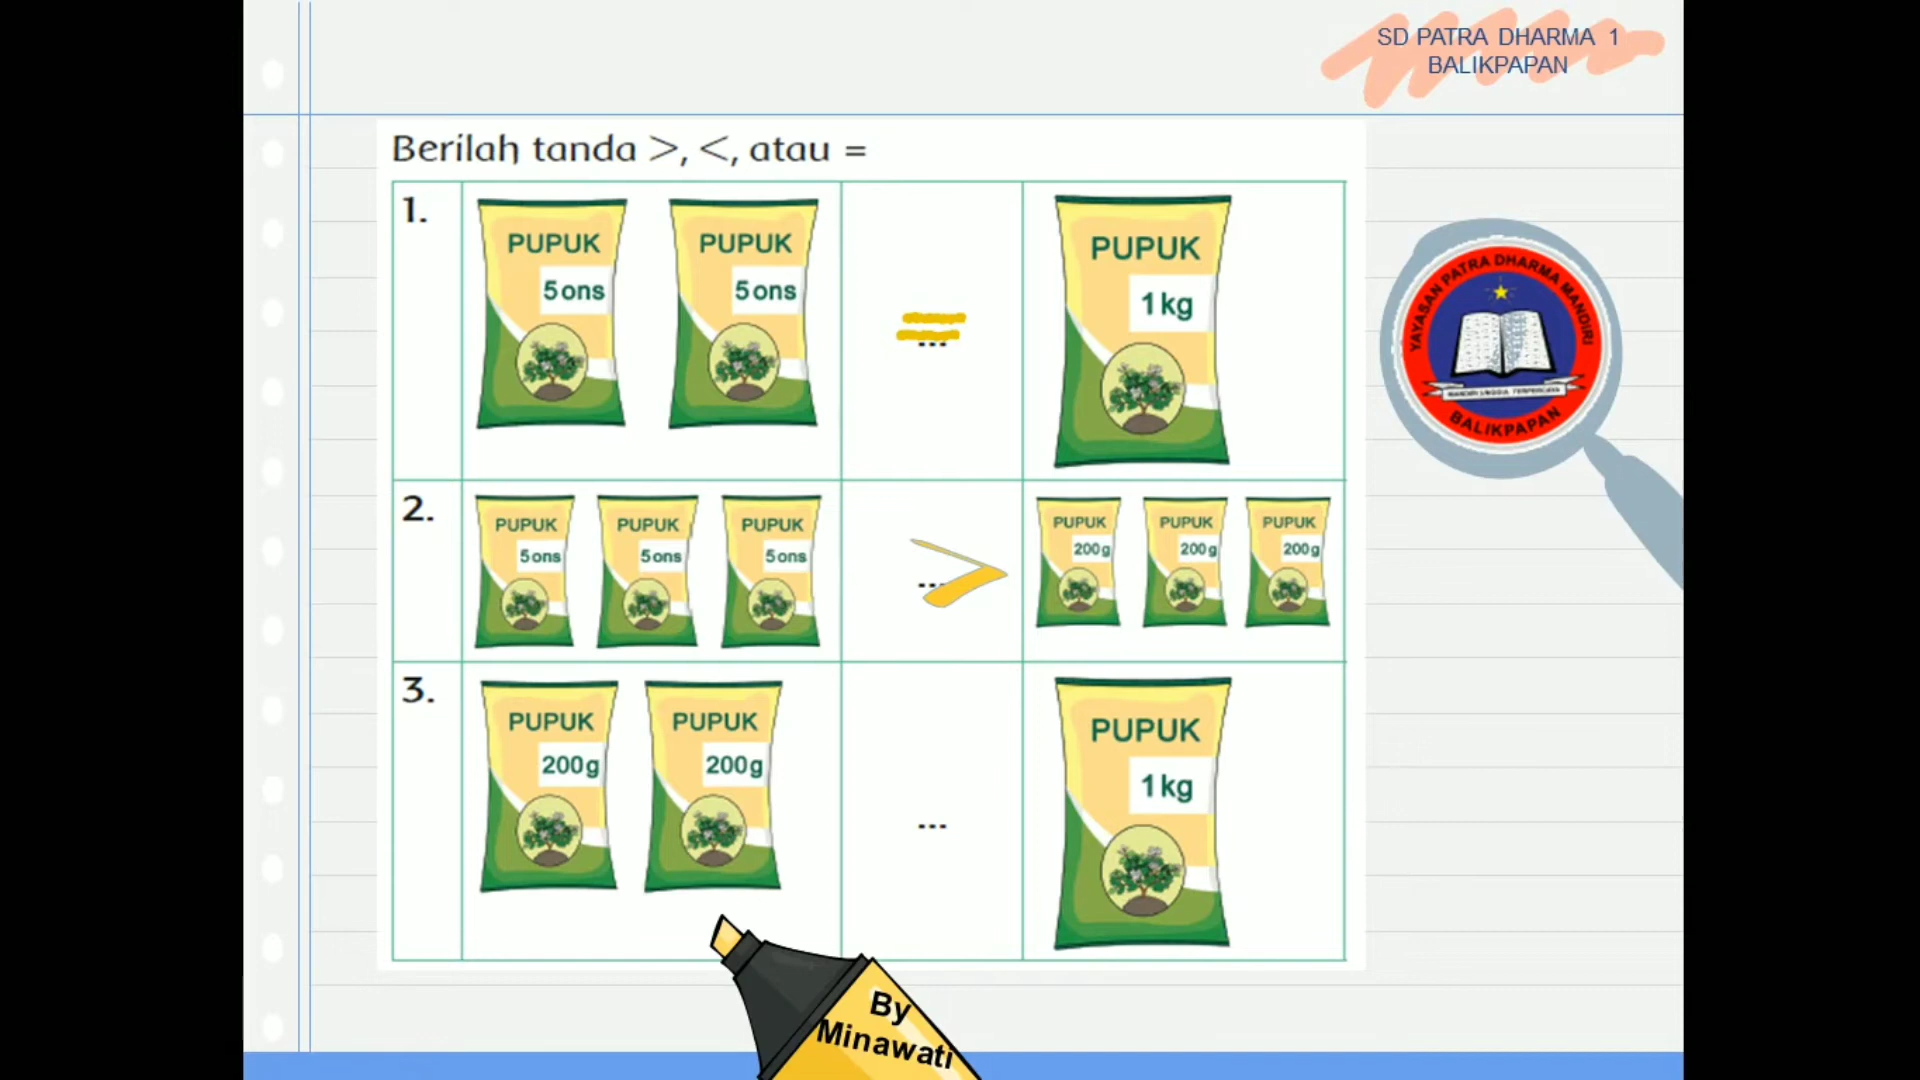 SD PATRA DHARMA 1
BALIKPAPAN
Berilah tanda >, <, atau =
1.
PUPUK
5 ons
PUPUK
5 ons
=
...
PUPUK
1 kg
2.
PUPUK
5 ons
PUPUK
5 ons
PUPUK
5 ons
>
...
PUPUK
200 g
PUPUK
200 g
PUPUK
200 g
3.
PUPUK
200 g
PUPUK
200 g
...
PUPUK
1 kg
YAYASAN PATRA DHARMA MANDIRI
BALIKPAPAN
By
Minawati